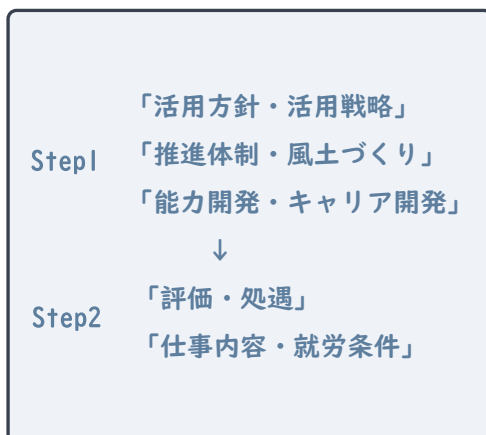 「活用方針・活用戦略」
Step1 「推進体制・風土づくり」
「能力開発・キャリア開発」
↓
「評価・処遇」
Step2
「仕事内容・就労条件」